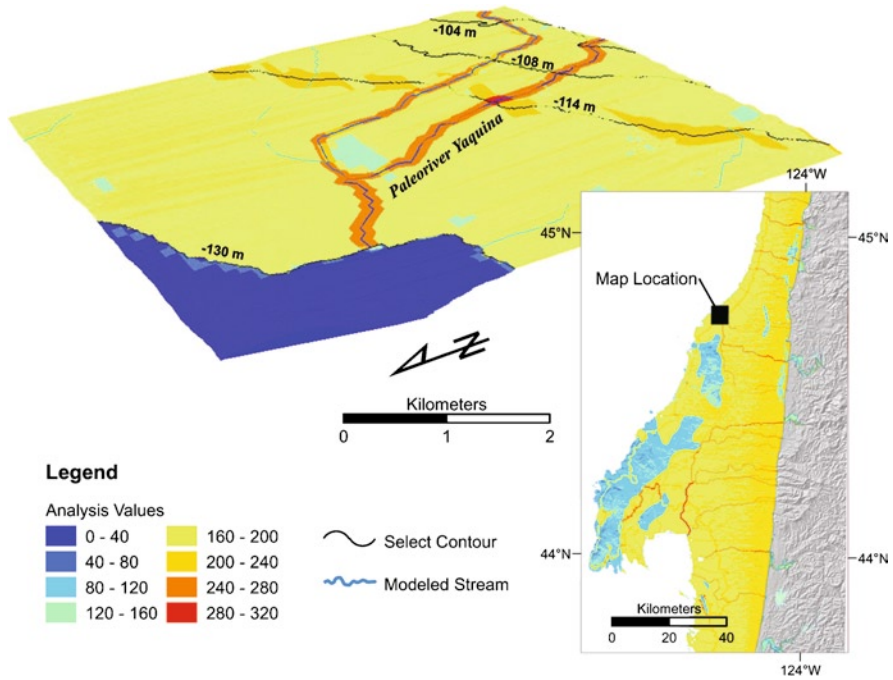 -104 m
-108 m
-114 m
Paleoriver Yaquina
-130 m
N
Kilometers
0 1 2
Legend
Analysis Values
0 - 40
40 - 80
80 - 120
120 - 160
160 - 200
200 - 240
240 - 280
280 - 320
Select Contour
Modeled Stream
124°W
45°N 45°N
Map Location
44°N 44°N
Kilometers
0 20 40
124°W